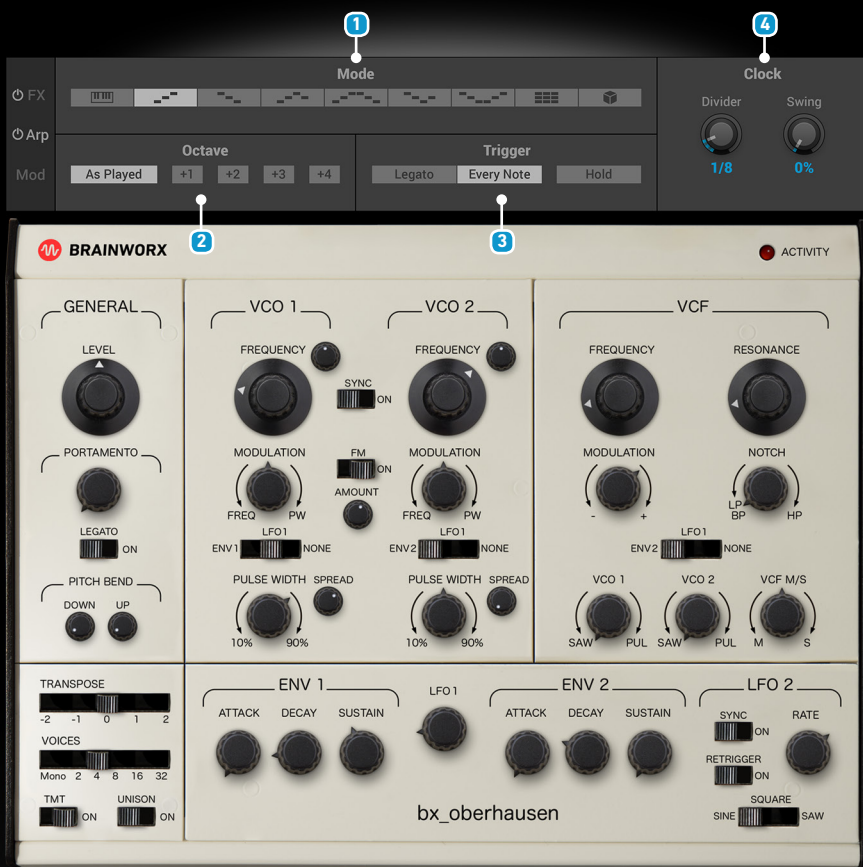 1
4
Mode
Clock
FX
Divider
Swing
Arp
1/8
0%
Octave
Trigger
Mod
As Played
+1
+2
+3
+4
Legato
Every Note
Hold
2
3
BRAINWORX
ACTIVITY
GENERAL
VCO 1
VCO 2
VCF
LEVEL
FREQUENCY
FREQUENCY
FREQUENCY
RESONANCE
SYNC
ON
PORTAMENTO
MODULATION
FM
ON
MODULATION
MODULATION
NOTCH
AMOUNT
FREQ
PW
FREQ
PW
-
+
LP
BP
HP
LEGATO
ON
LFO1
ENV1
NONE
LFO1
ENV2
NONE
LFO1
ENV2
NONE
PITCH BEND
DOWN
UP
PULSE WIDTH
SPREAD
PULSE WIDTH
SPREAD
VCO 1
VCO 2
VCF M/S
10%
90%
10%
90%
SAW
PUL
SAW
PUL
M
S
TRANSPOSE
-2 -1 0 1 2
VOICES
Mono 2 4 8 16 32
TMT
ON
UNISON
ON
ENV 1
LFO1
ENV 2
LFO 2
ATTACK
DECAY
SUSTAIN
ATTACK
DECAY
SUSTAIN
SYNC
ON
RATE
RETRIGGER
ON
SQUARE
SINE
SAW
bx_oberhausen